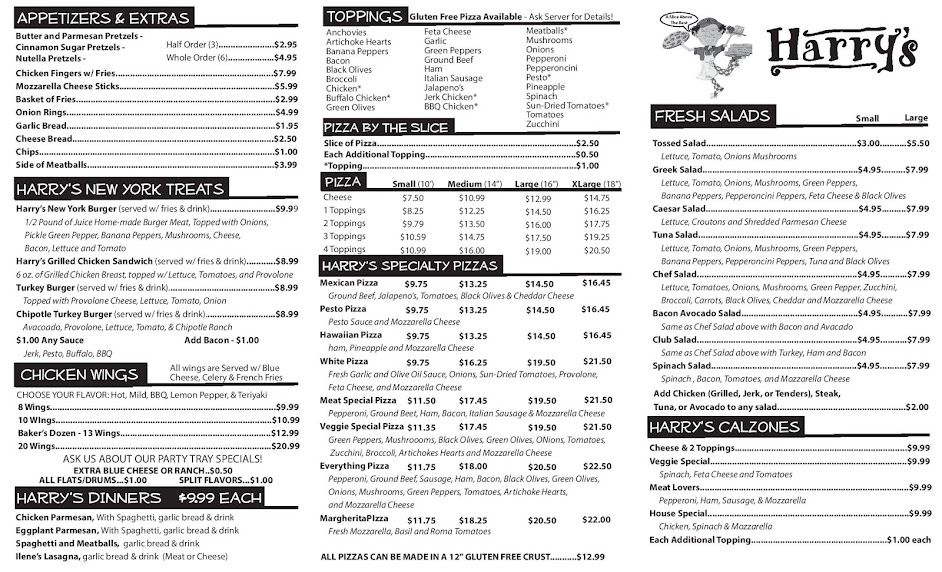 APPETIZERS & EXTRAS
Butter and Parmesan Pretzels -
Cinnamon Sugar Pretzels - Half Order (3)......................$2.95
Nutella Pretzels - Whole Order (6)...................$4.95
Chicken Fingers w/ Fries..................................................$7.99
Mozzarella Cheese Sticks..................................................$5.99
Basket of Fries..................................................$2.99
Onion Rings..................................................$4.99
Garlic Bread..................................................$1.95
Cheese Bread..................................................$2.50
Chips..................................................$1.00
Side of Meatballs..................................................$3.99
HARRY'S NEW YORK TREATS
Harry's New York Burger (served w/ fries & drink)......................$9.99
1/2 Pound of Juice Home-made Burger Meat, Topped with Onions,
Pickle Green Pepper, Banana Peppers, Mushrooms, Cheese,
Bacon, Lettuce and Tomato
Harry's Grilled Chicken Sandwich (served w/ fries & drink)..........$8.99
6 oz. of Grilled Chicken Breast, topped w/ Lettuce, Tomatoes, and Provolone
Turkey Burger (served w/ fries & drink)..............................$8.99
Topped with Provolone Cheese, Lettuce, Tomato, Onion
Chipotle Turkey Burger (served w/ fries & drink)......................$8.99
Avacoado, Provolone, Lettuce, Tomato, & Chipotle Ranch
$1.00 Any Sauce Add Bacon - $1.00
Jerk, Pesto, Buffalo, BBQ
CHICKEN WINGS All wings are Served w/ Blue
Cheese, Celery & French Fries
CHOOSE YOUR FLAVOR: Hot, Mild, BBQ, Lemon Pepper, & Teriyaki
8 Wings..................................................$9.99
10 WIngs..................................................$10.99
Baker's Dozen - 13 Wings........................................$12.99
20 Wings..................................................$20.99
ASK US ABOUT OUR PARTY TRAY SPECIALS!
EXTRA BLUE CHEESE OR RANCH..$0.50
ALL FLATS/DRUMS...$1.00 SPLIT FLAVORS...$1.00
HARRY'S DINNERS $9.99 EACH
Chicken Parmesan, With Spaghetti, garlic bread & drink
Eggplant Parmesan, With Spaghetti, garlic bread & drink
Spaghetti and Meatballs, garlic bread & drink
Ilene's Lasagna, garlic bread & drink (Meat or Cheese)
TOPPINGS Gluten Free Pizza Available - Ask Server for Details!
Anchovies
Artichoke Hearts
Banana Peppers
Bacon
Black Olives
Broccoli
Chicken*
Buffalo Chicken*
Green Olives
Feta Cheese
Garlic
Green Peppers
Ground Beef
Ham
Italian Sausage
Jalapeno's
Jerk Chicken*
BBQ Chicken*
Meatballs*
Mushrooms
Onions
Pepperoni
Pepperoncini
Pesto*
Pineapple
Spinach
Sun-Dried Tomatoes*
Tomatoes
Zucchini
PIZZA BY THE SLICE
Slice of Pizza..................................................$2.50
Each Additional Topping........................................$0.50
*Topping..................................................$1.00
PIZZA Small (10') Medium (14") Large (16") XLarge (18")
Cheese $7.50 $10.99 $12.99 $14.75
1 Toppings $8.25 $12.25 $14.50 $16.25
2 Toppings $9.79 $13.50 $16.00 $17.75
3 Toppings $10.59 $14.75 $17.50 $19.25
4 Toppings $10.99 $16.00 $19.00 $20.50
HARRY'S SPECIALTY PIZZAS
Mexican Pizza $9.75 $13.25 $14.50 $16.45
Ground Beef, Jalapeno's, Tomatoes, Black Olives & Cheddar Cheese
Pesto Pizza $9.75 $13.25 $14.50 $16.45
Pesto Sauce and Mozzarella Cheese
Hawaiian Pizza $9.75 $13.25 $14.50 $16.45
ham, Pineapple and Mozzarella Cheese
White Pizza $9.75 $16.25 $19.50 $21.50
Fresh Garlic and Olive Oil Sauce, Onions, Sun-Dried Tomatoes, Provolone,
Feta Cheese, and Mozzarella Cheese
Meat Special Pizza $11.50 $17.45 $19.50 $21.50
Pepperoni, Ground Beet, Ham, Bacon, Italian Sausage & Mozzarella Cheese
Veggie Special Pizza $11.35 $17.45 $19.50 $21.50
Green Peppers, Mushroooms, Black Olives, Green Olives, ONions, Tomatoes,
Zucchini, Broccoli, Artichokes Hearts and Mozzarella Cheese
Everything Pizza $11.75 $18.00 $20.50 $22.50
Pepperoni, Ground Beef, Sausage, Ham, Bacon, Black Olives, Green Olives,
Onions, Mushrooms, Green Peppers, Tomatoes, Artichoke Hearts,
and Mozzarella Cheese
MargheritaPIzza $11.75 $18.25 $20.50 $22.00
Fresh Mozzarella, Basil and Roma Tomatoes
ALL PIZZAS CAN BE MADE IN A 12" GLUTEN FREE CRUST...........$12.99
A Slice Above
The Rest
Harry's
FRESH SALADS Small Large
Tossed Salad........................................$3.00..........$5.50
Lettuce, Tomato, Onions Mushrooms
Greek Salad........................................$4.95..........$7.99
Lettuce, Tomatoes, Onions, Mushrooms, Green Peppers,
Banana Peppers, Pepperoncini Peppers, Feta Cheese & Black Olives
Caesar Salad........................................$4.95..........$7.99
Lettuce, Croutons and Shredded Parmesan Cheese
Tuna Salad........................................$4.95..........$7.99
Lettuce, Tomato, Onions, Mushrooms, Green Peppers,
Banana Peppers, Pepperoncini Peppers, Tuna and Black Olives
Chef Salad........................................$4.95..........$7.99
Lettuce, Tomatoes, Onions, Mushrooms, Green Pepper, Zucchini,
Broccoli, Carrots, Black Olives, Cheddar and Mozzarella Cheese
Bacon Avocado Salad..............................$4.95..........$7.99
Same as Chef Salad above with Bacon and Avacado
Club Salad........................................$4.95..........$7.99
Same as Chef Salad above with Turkey, Ham and Bacon
Spinach Salad........................................$4.95..........$7.99
Spinach , Bacon, Tomatoes, and Mozzarella Cheese
Add Chicken (Grilled, Jerk, or Tenders), Steak,
Tuna, or Avocado to any salad..............................$2.00
HARRY'S CALZONES
Cheese & 2 Toppings........................................$9.99
Veggie Special..................................................$9.99
Spinach, Feta Cheese and Tomatoes
Meat Lovers..................................................$9.99
Pepperoni, Ham, Sausage, & Mozzarella
House Special..................................................$9.99
Chicken, Spinach & Mozzarella
Each Additional Topping..............................$1.00 each